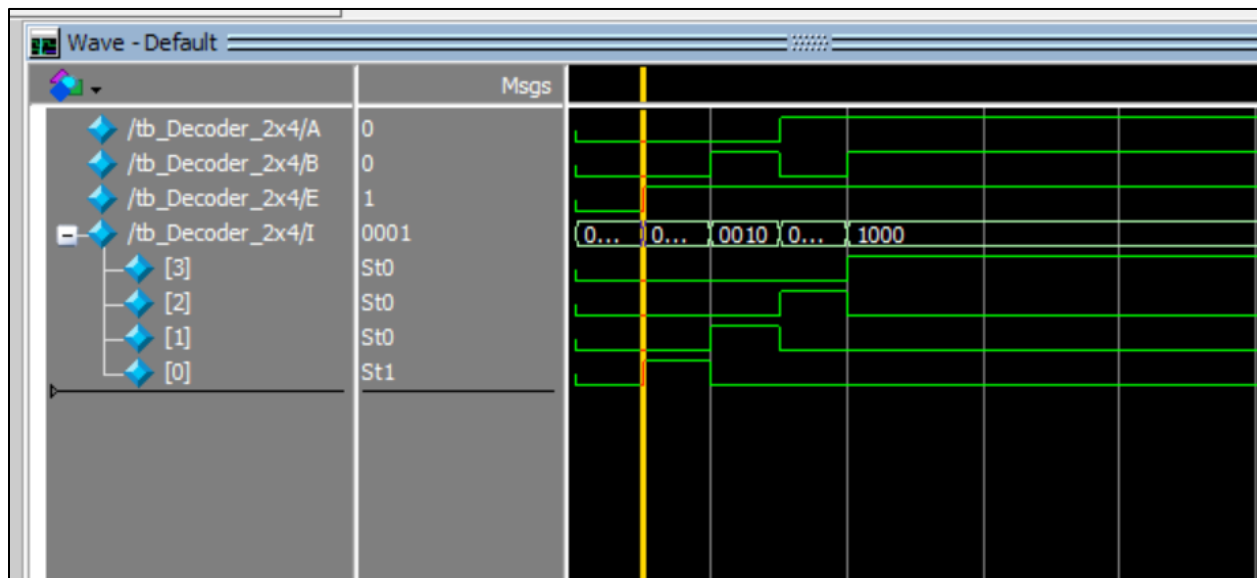 Wave - Default
Msgs
/tb_Decoder_2x4/A 0
/tb_Decoder_2x4/B 0
/tb_Decoder_2x4/E 1
/tb_Decoder_2x4/I 0001 0... 0... 0010 0... 1000
[3] St0
[2] St0
[1] St0
[0] St1